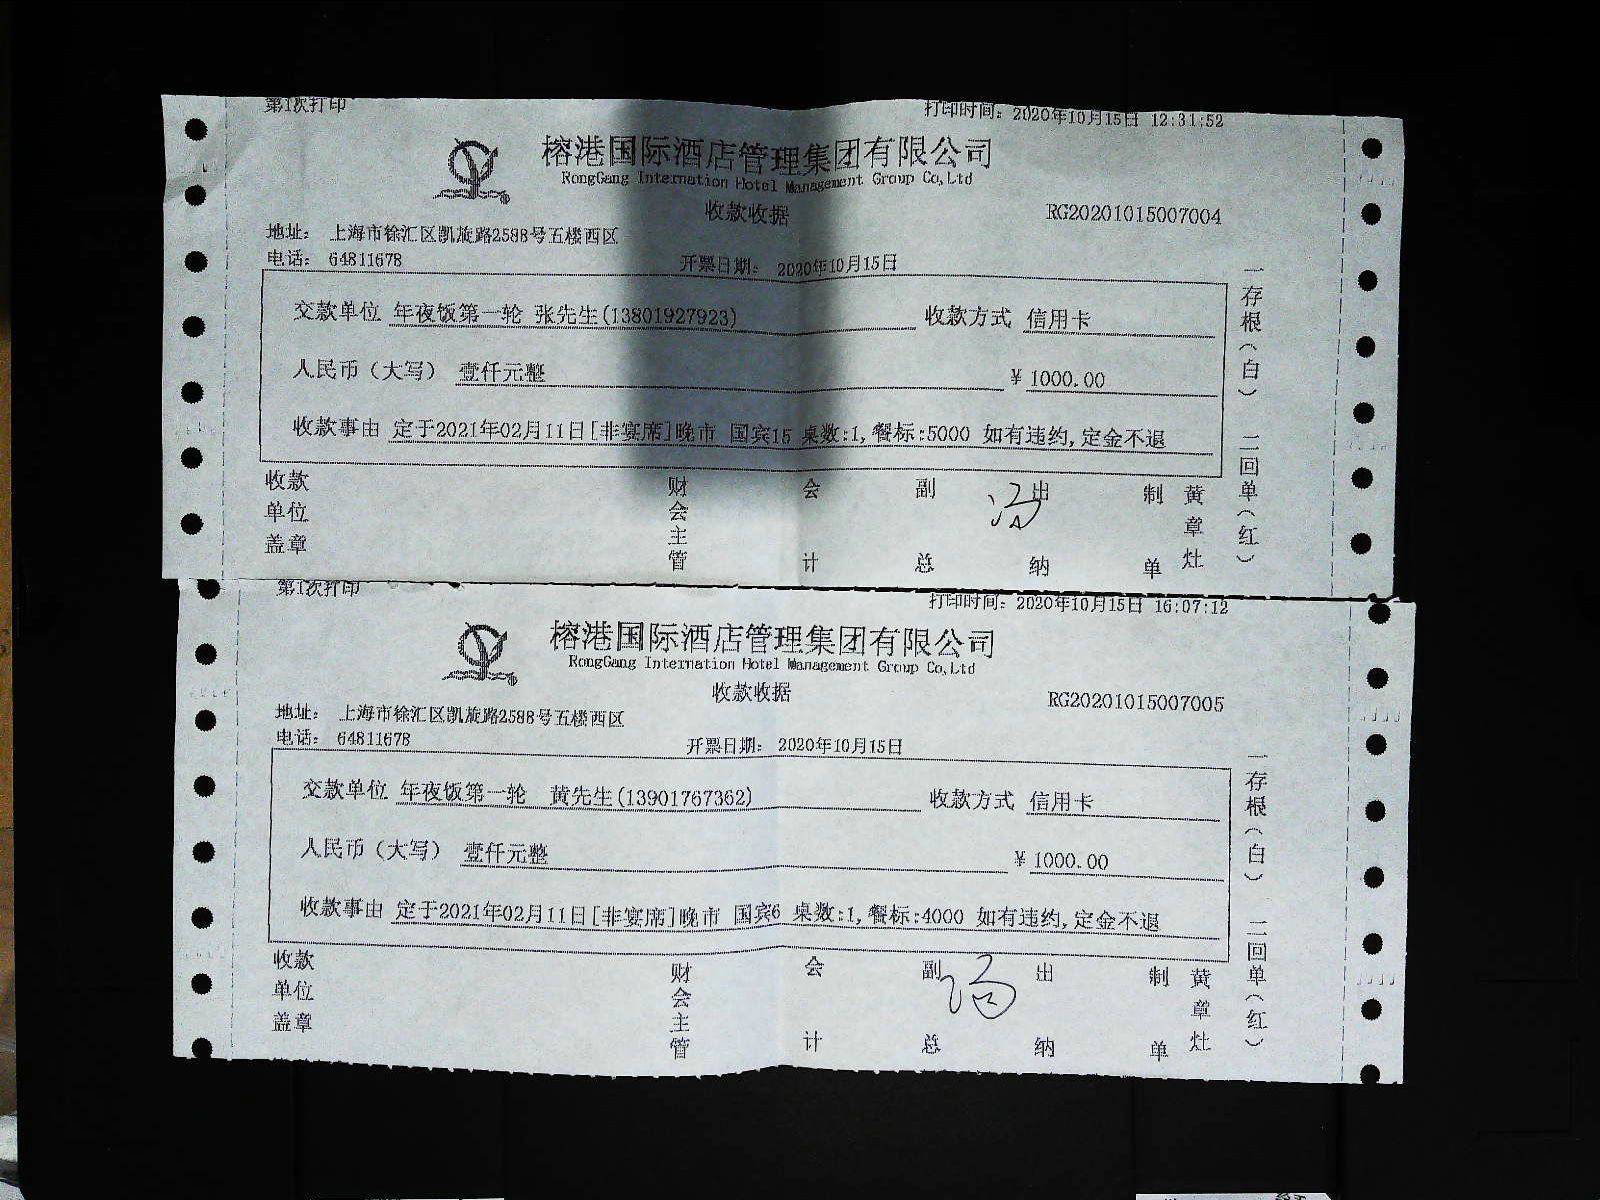 第1次打印
打印时间：2020年10月15日 12:31:52
榕港国际酒店管理集团有限公司
RongGang Internation Hotel Management Group Co,Ltd
收款收据
RG20201015007004
地址： 上海市徐汇区凯旋路2588号五楼西区
电话： 64811678
开票日期： 2020年10月15日
交款单位 年夜饭第一轮 张先生(13801927923)
收款方式 信用卡
人民币（大写） 壹仟元整
￥1000.00
收款事由 定于2021年02月11日[非宴席]晚市 国宾15 桌数:1,餐标:5000 如有违约,定金不退
收款单位盖章
财会主管
会计
副总
出纳
制单
黄章灶
一存根（白） 二回单（红）
第1次打印
打印时间：2020年10月15日 16:07:12
榕港国际酒店管理集团有限公司
RongGang Internation Hotel Management Group Co,Ltd
收款收据
RG20201015007005
地址： 上海市徐汇区凯旋路2588号五楼西区
电话： 64811678
开票日期： 2020年10月15日
交款单位 年夜饭第一轮 黄先生(13901767362)
收款方式 信用卡
人民币（大写） 壹仟元整
￥1000.00
收款事由 定于2021年02月11日[非宴席]晚市 国宾6 桌数:1,餐标:4000 如有违约,定金不退
收款单位盖章
财会主管
会计
副总
出纳
制单
黄章灶
一存根（白） 二回单（红）